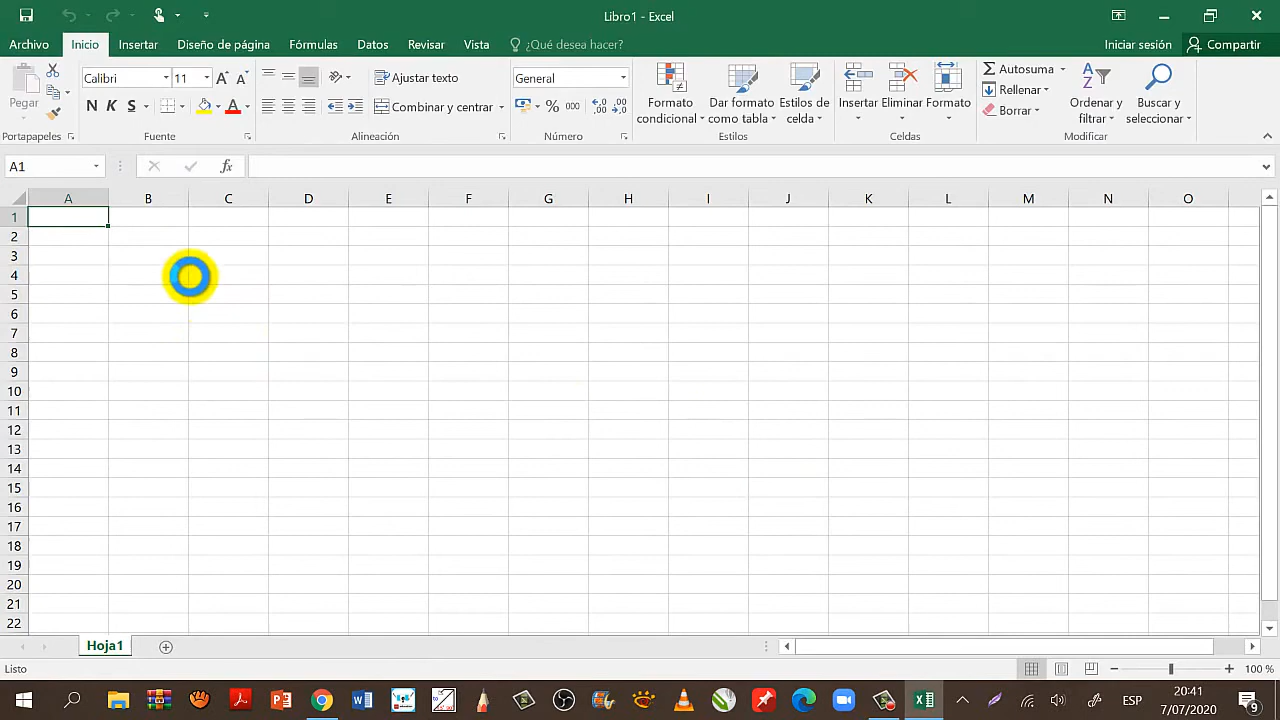 Libro1 - Excel
Archivo Inicio Insertar Diseño de página Fórmulas Datos Revisar Vista ¿Qué desea hacer? Iniciar sesión Compartir
Pegar
Portapapeles
Calibri 11
N K S
Fuente
Ajustar texto
Combinar y centrar
Alineación
General
% 000
Número
Formato condicional
Dar formato como tabla
Estilos de celda
Estilos
Insertar Eliminar Formato
Celdas
Autosuma
Rellenar
Borrar
Ordenar y filtrar
Buscar y seleccionar
Modificar
A1 fx
A B C D E F G H I J K L M N O
1
2
3
4
5
6
7
8
9
10
11
12
13
14
15
16
17
18
19
20
21
22
Hoja1
Listo 100 %
ESP 20:41
7/07/2020 9